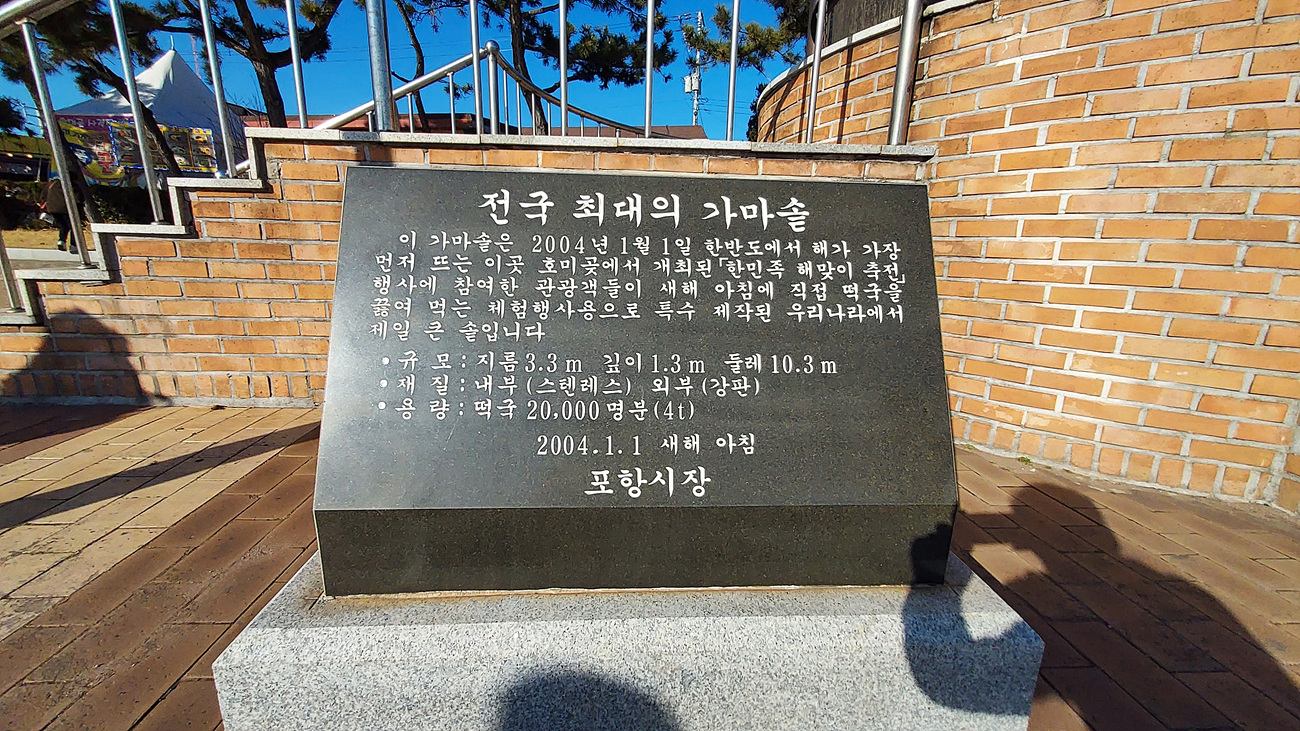 전국 최대의 가마솥
이 가마솥은 2004년 1월 1일 한반도에서 해가 가장
먼저 뜨는 이곳 호미곶에서 개최된 「한민족 해맞이 축전」
행사에 참여한 관광객들이 새해 아침에 직접 떡국을
끓여 먹는 체험행사용으로 특수 제작된 우리나라에서
제일 큰 솥입니다
• 규 모 : 지름 3.3 m 깊이 1.3 m 둘레 10.3 m
• 재 질 : 내부 (스텐레스) 외부 (강판)
• 용 량 : 떡국 20,000 명분 (4t)
2004. 1. 1 새해 아침
포항시장